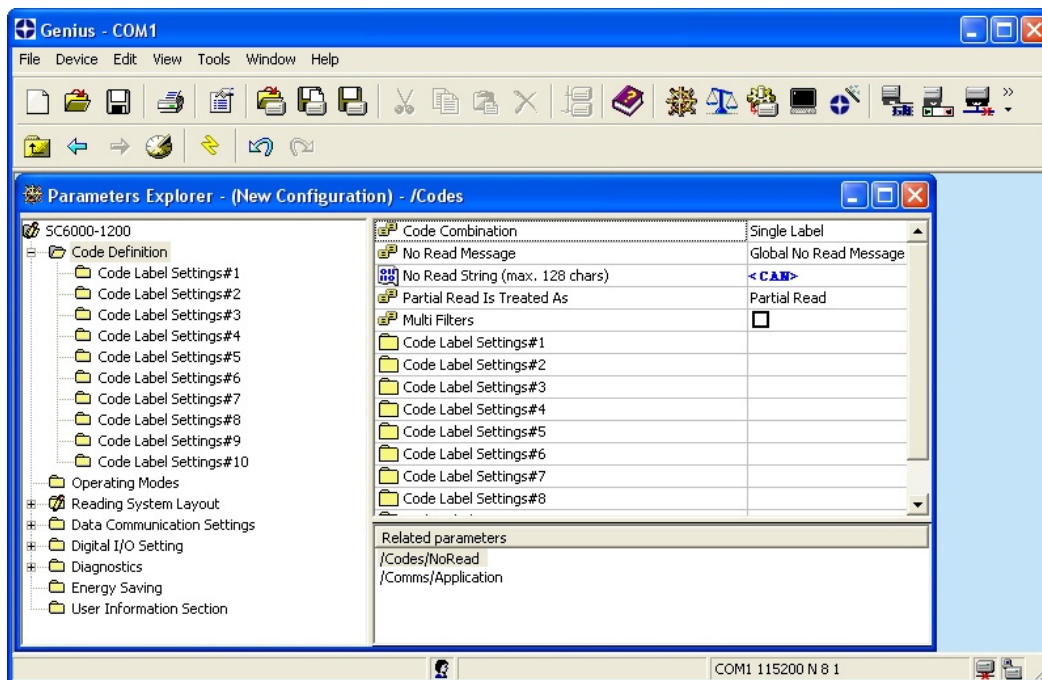 Genius - COM1
File Device Edit View Tools Window Help
Parameters Explorer - (New Configuration) - /Codes
SC6000-1200
Code Definition
Code Label Settings#1
Code Label Settings#2
Code Label Settings#3
Code Label Settings#4
Code Label Settings#5
Code Label Settings#6
Code Label Settings#7
Code Label Settings#8
Code Label Settings#9
Code Label Settings#10
Operating Modes
Reading System Layout
Data Communication Settings
Digital I/O Setting
Diagnostics
Energy Saving
User Information Section
Code Combination Single Label
No Read Message Global No Read Message
No Read String (max. 128 chars) <CAN>
Partial Read Is Treated As Partial Read
Multi Filters
Code Label Settings#1
Code Label Settings#2
Code Label Settings#3
Code Label Settings#4
Code Label Settings#5
Code Label Settings#6
Code Label Settings#7
Code Label Settings#8
Related parameters
/Codes/NoRead
/Comms/Application
COM1 115200 N 8 1